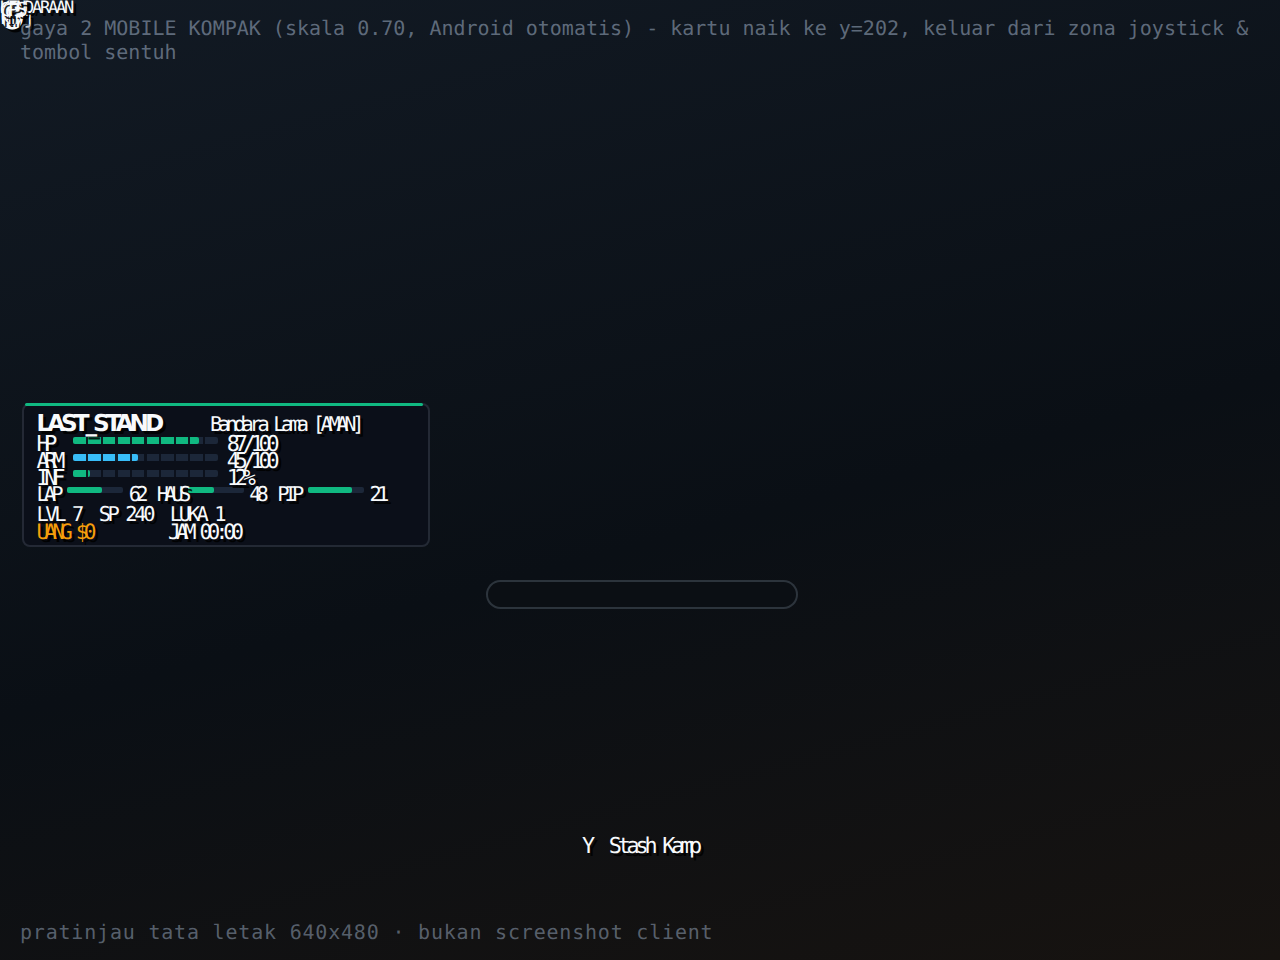 DARAAN
gaya 2 MOBILE KOMPAK (skala 0.70, Android otomatis) - kartu naik ke y=202, keluar dari zona joystick &
tombol sentuh
LAST_STAND Bandara Lama [AMAN]
HP 87/100
ARM 45/100
INF 12%
LAP 62 HAUS 48 PIP 21
LVL 7 SP 240 LUKA 1
UANG $0 JAM 00:00
Y Stash Kamp
pratinjau tata letak 640x480 · bukan screenshot client